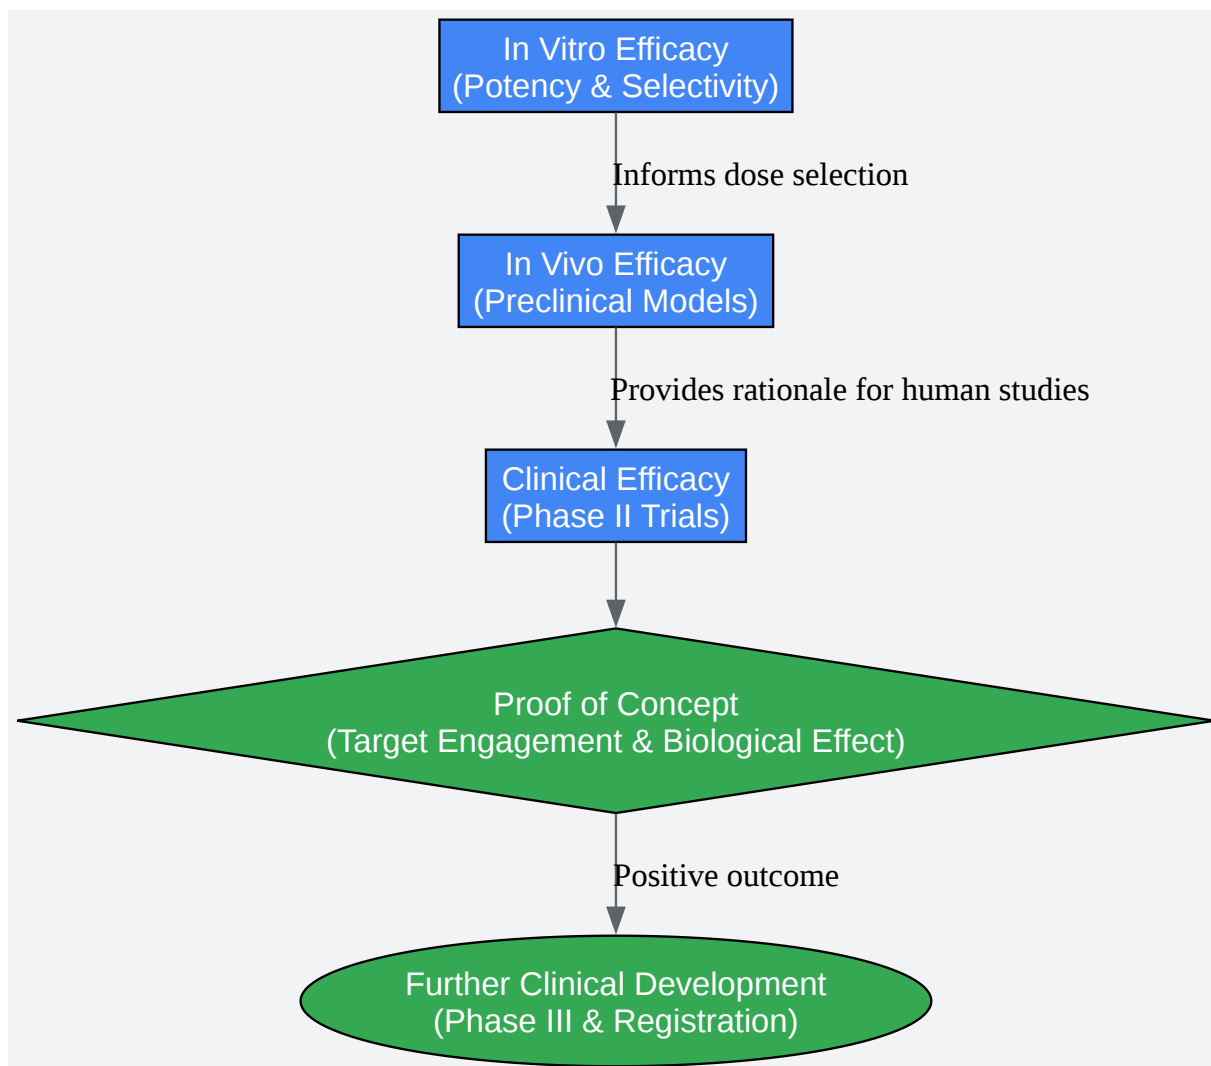 In Vitro Efficacy
(Potency & Selectivity)
Informs dose selection
In Vivo Efficacy
(Preclinical Models)
Provides rationale for human studies
Clinical Efficacy
(Phase II Trials)
Proof of Concept
(Target Engagement & Biological Effect)
Positive outcome
Further Clinical Development
(Phase III & Registration)